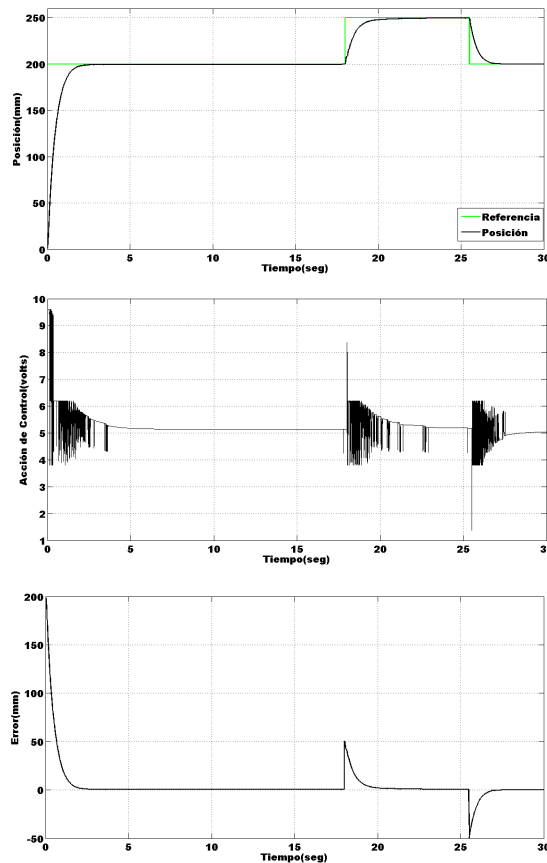 250
200
150
100
50
0
Posición(mm)
0 5 10 15 20 25 30
Tiempo(seg)
Referencia
Posición
10
9
8
7
6
5
4
3
2
1
Acción de Control(volts)
0 5 10 15 20 25 30
Tiempo(seg)
200
150
100
50
0
-50
Error(mm)
0 5 10 15 20 25 30
Tiempo(seg)